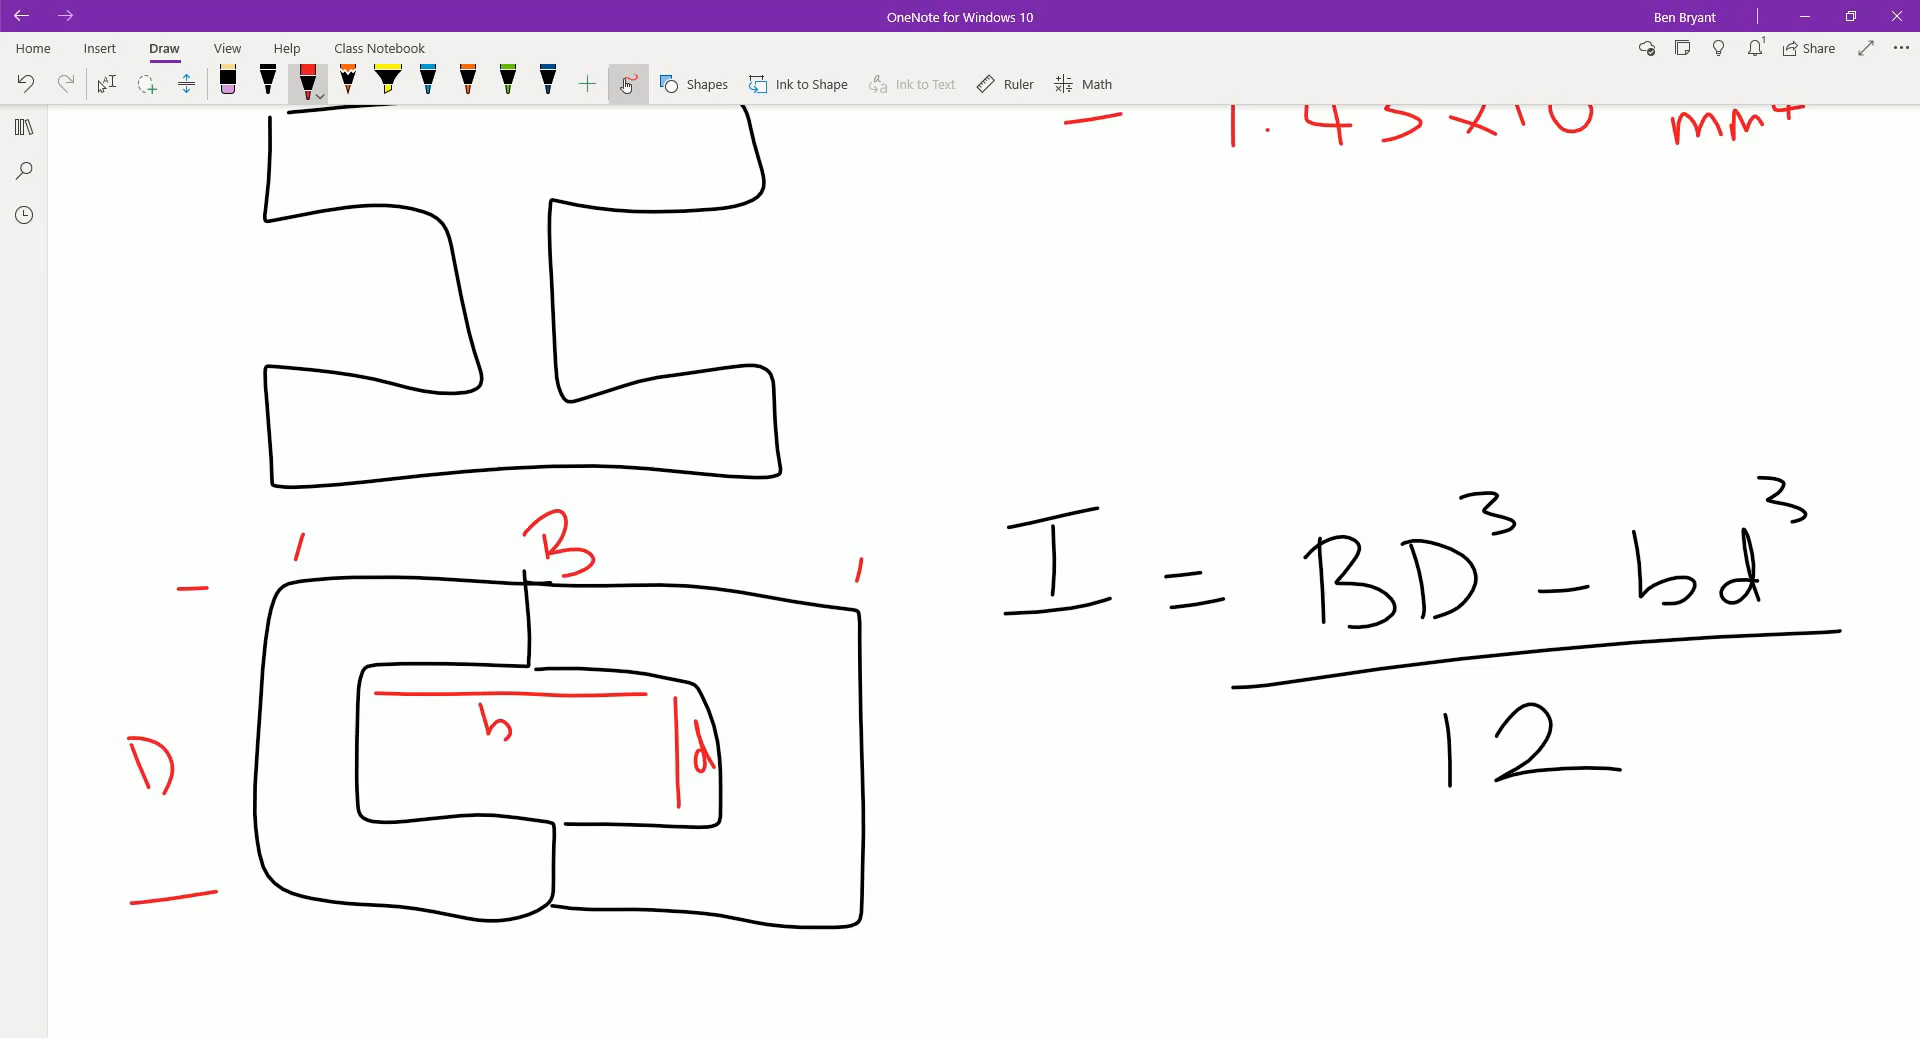 OneNote for Windows 10
Ben Bryant
Home Insert Draw View Help Class Notebook
1 Share
Shapes Ink to Shape Ink to Text Ruler Math
mm⁴
B
D
b
d
I = BD³ - bd³
12